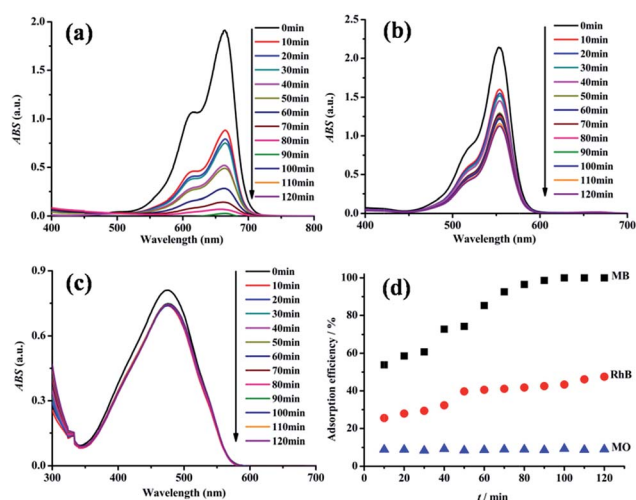 (a)
ABS (a.u.)
2.0
1.5
1.0
0.5
0.0
400 500 600 700 800
Wavelength (nm)
0min
10min
20min
30min
40min
50min
60min
70min
80min
90min
100min
110min
120min
(b)
ABS (a.u.)
2.5
2.0
1.5
1.0
0.5
0.0
400 500 600 700
Wavelength (nm)
0min
10min
20min
30min
40min
50min
60min
70min
80min
90min
100min
110min
120min
(c)
ABS (a.u.)
0.9
0.6
0.3
0.0
300 400 500 600 700
Wavelength (nm)
0min
10min
20min
30min
40min
50min
60min
70min
80min
90min
100min
110min
120min
(d)
Adsorption efficiency / %
100
80
60
40
20
0
0 20 40 60 80 100 120
t / min
MB
RhB
MO